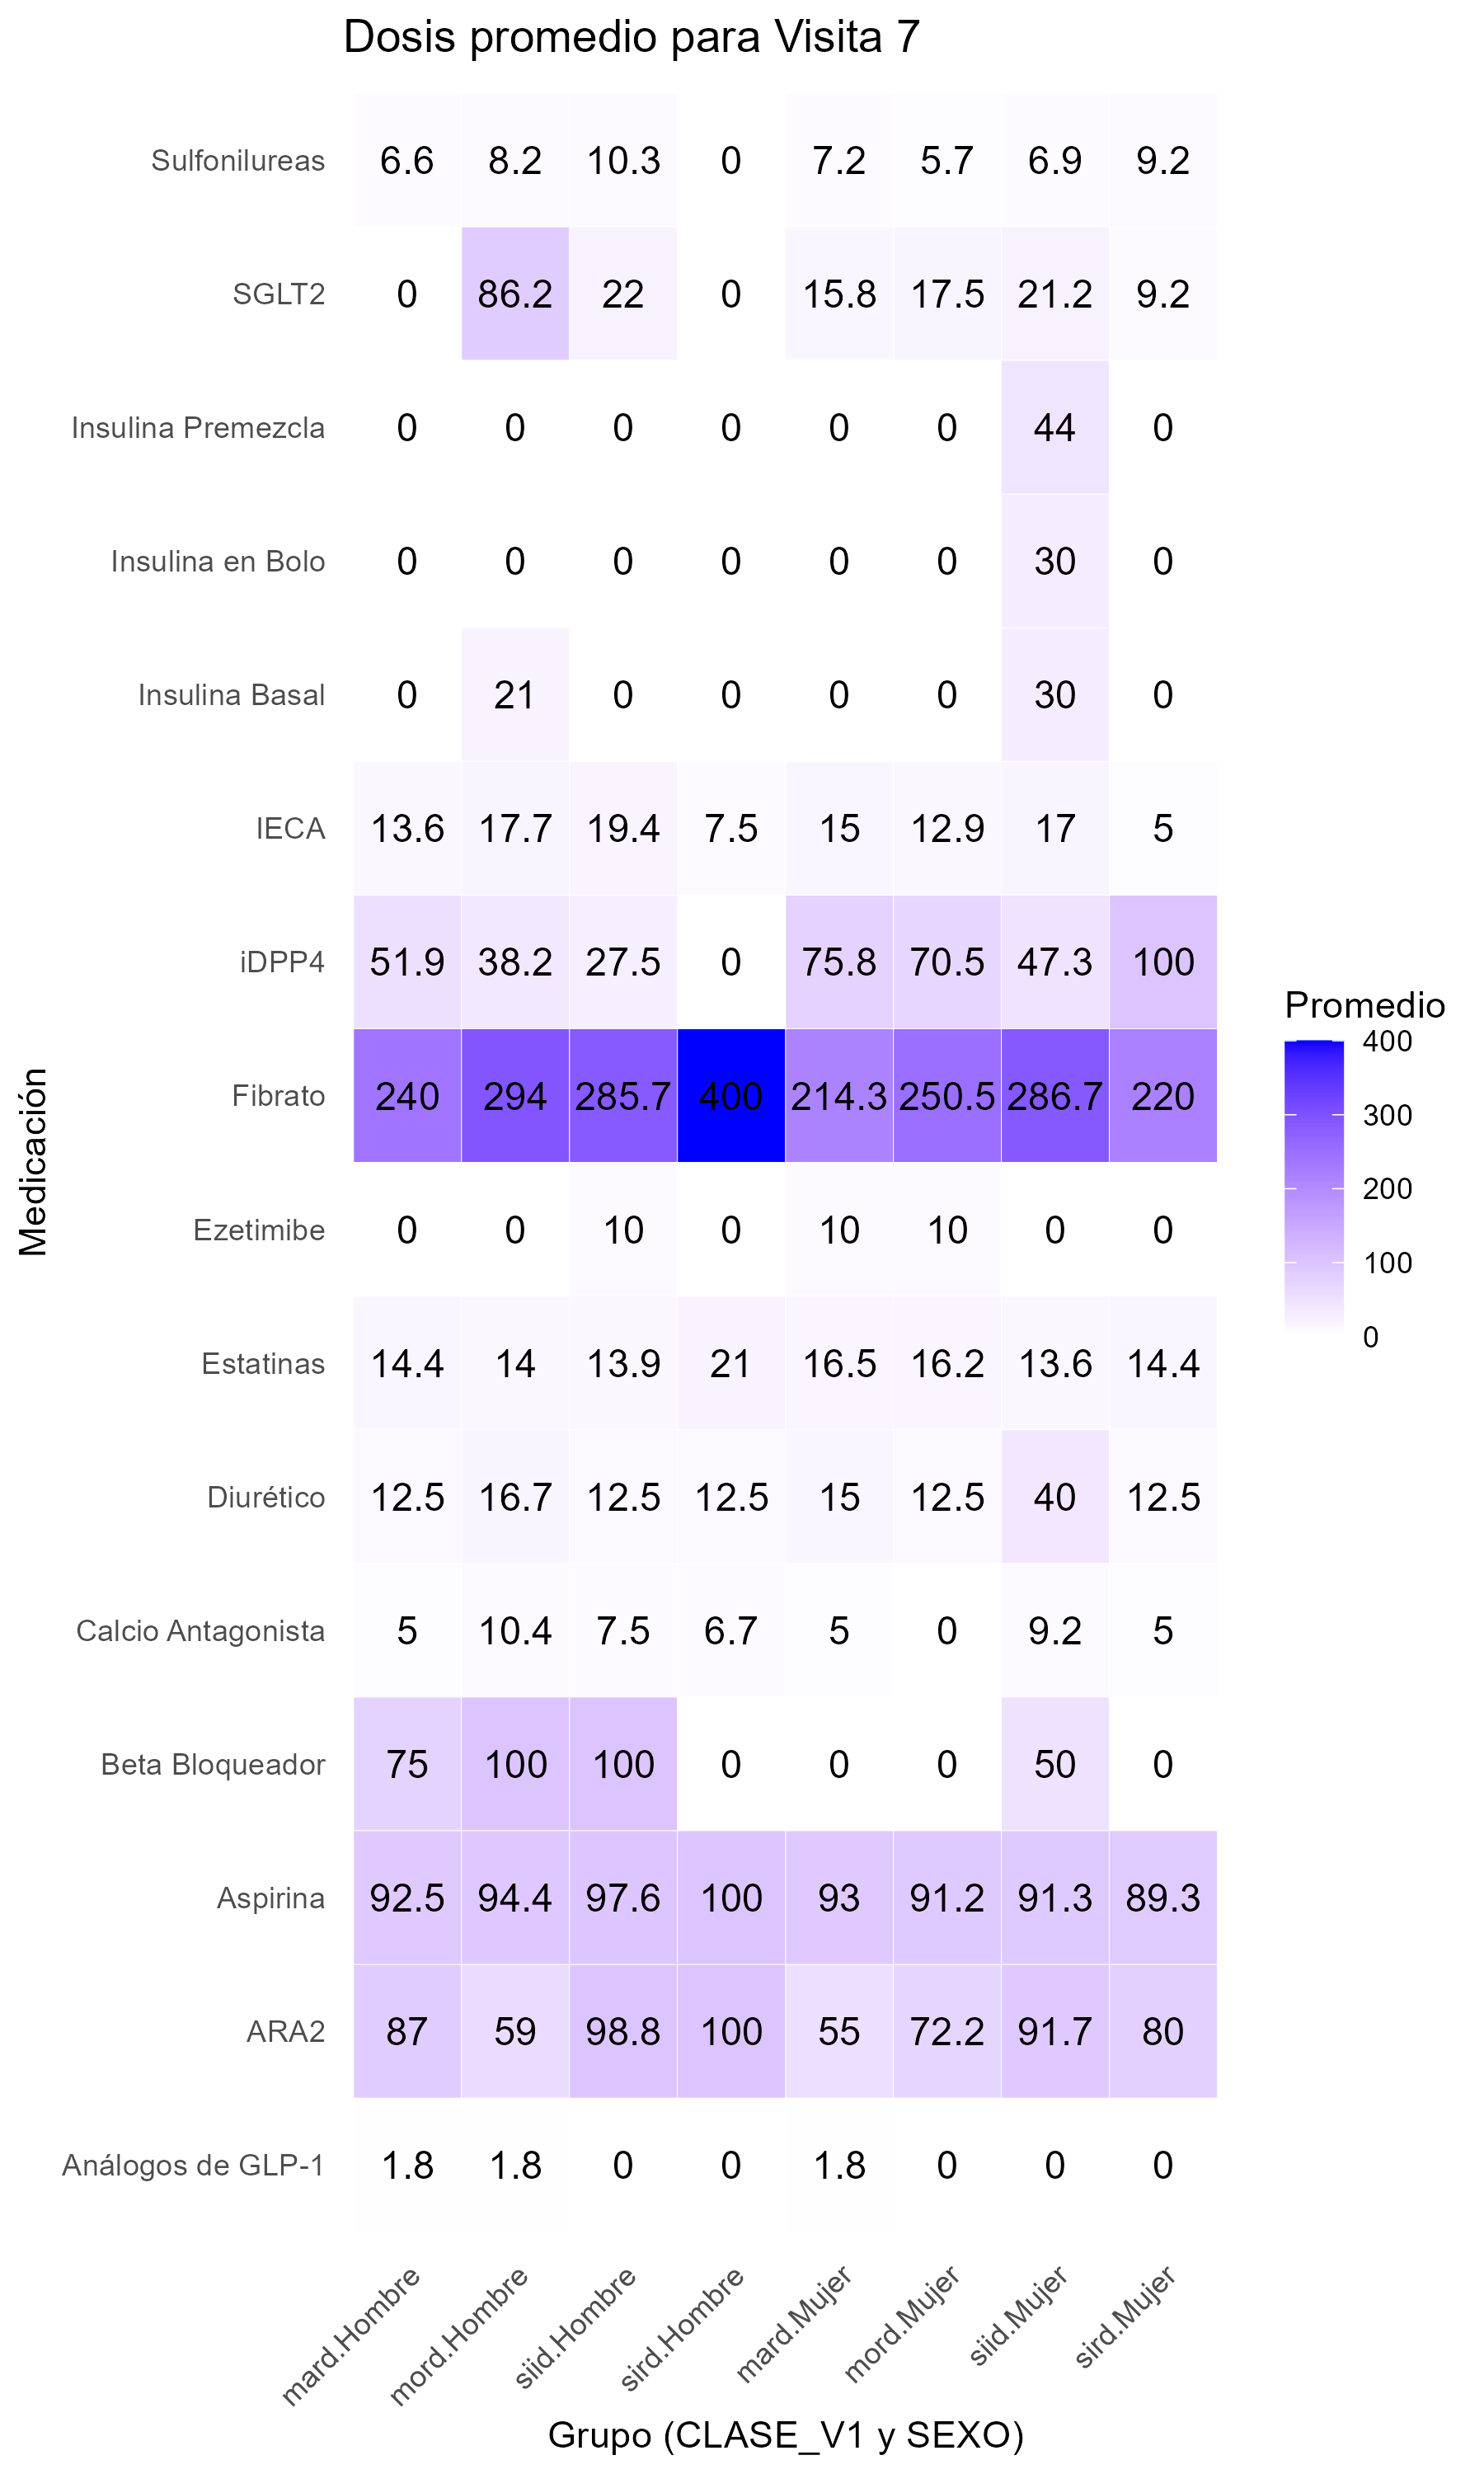 Dosis promedio para Visita 7
Medicación
Sulfonilureas 6.6 8.2 10.3 0 7.2 5.7 6.9 9.2
SGLT2 0 86.2 22 0 15.8 17.5 21.2 9.2
Insulina Premezcla 0 0 0 0 0 0 44 0
Insulina en Bolo 0 0 0 0 0 0 30 0
Insulina Basal 0 21 0 0 0 0 30 0
IECA 13.6 17.7 19.4 7.5 15 12.9 17 5
iDPP4 51.9 38.2 27.5 0 75.8 70.5 47.3 100
Fibrato 240 294 285.7 400 214.3 250.5 286.7 220
Ezetimibe 0 0 10 0 10 10 0 0
Estatinas 14.4 14 13.9 21 16.5 16.2 13.6 14.4
Diurético 12.5 16.7 12.5 12.5 15 12.5 40 12.5
Calcio Antagonista 5 10.4 7.5 6.7 5 0 9.2 5
Beta Bloqueador 75 100 100 0 0 0 50 0
Aspirina 92.5 94.4 97.6 100 93 91.2 91.3 89.3
ARA2 87 59 98.8 100 55 72.2 91.7 80
Análogos de GLP-1 1.8 1.8 0 0 1.8 0 0 0
mard.Hombre mord.Hombre siid.Hombre sird.Hombre mard.Mujer mord.Mujer siid.Mujer sird.Mujer
Grupo (CLASE_V1 y SEXO)
Promedio
400
300
200
100
0